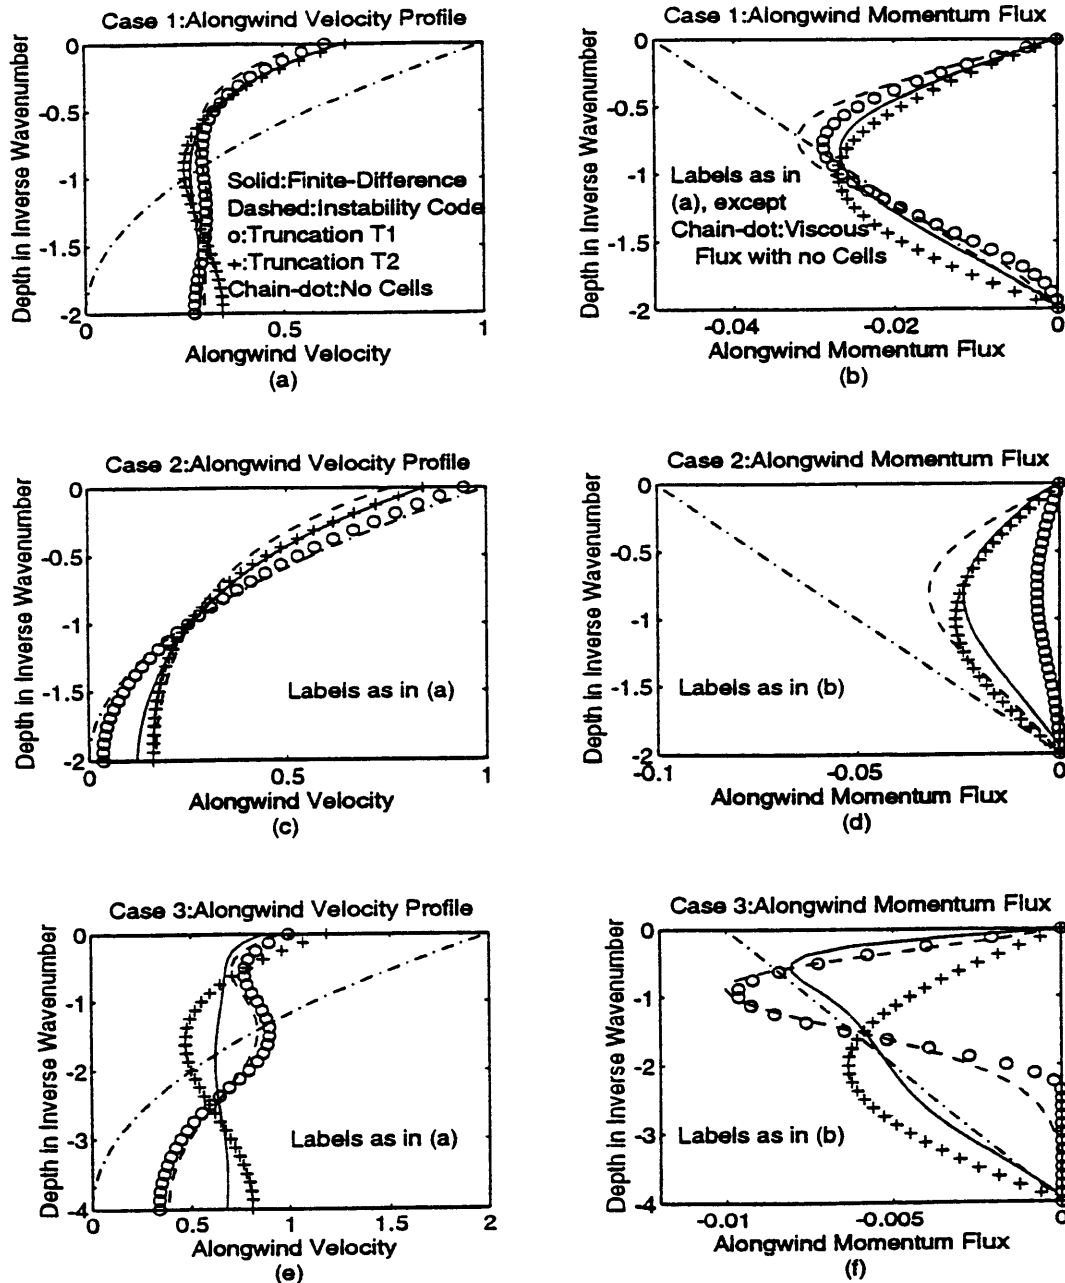 Case 1:Alongwind Velocity Profile
Depth in Inverse Wavenumber
0
-0.5
-1
-1.5
-2
Solid:Finite-Difference
Dashed:Instability Code
o:Truncation T1
+:Truncation T2
Chain-dot:No Cells
0
0.5
1
Alongwind Velocity
(a)
Case 1:Alongwind Momentum Flux
Depth in Inverse Wavenumber
0
-0.5
-1
-1.5
-2
Labels as in
(a), except
Chain-dot:Viscous
Flux with no Cells
-0.04
-0.02
0
Alongwind Momentum Flux
(b)
Case 2:Alongwind Velocity Profile
Depth in Inverse Wavenumber
0
-0.5
-1
-1.5
-2
Labels as in (a)
0
0.5
1
Alongwind Velocity
(c)
Case 2:Alongwind Momentum Flux
Depth in Inverse Wavenumber
0
-0.5
-1
-1.5
-2
Labels as in (b)
-0.1
-0.05
0
Alongwind Momentum Flux
(d)
Case 3:Alongwind Velocity Profile
Depth in Inverse Wavenumber
0
-1
-2
-3
-4
Labels as in (a)
0
0.5
1
1.5
2
Alongwind Velocity
(e)
Case 3:Alongwind Momentum Flux
Depth in Inverse Wavenumber
0
-1
-2
-3
-4
Labels as in (b)
-0.01
-0.005
0
Alongwind Momentum Flux
(f)